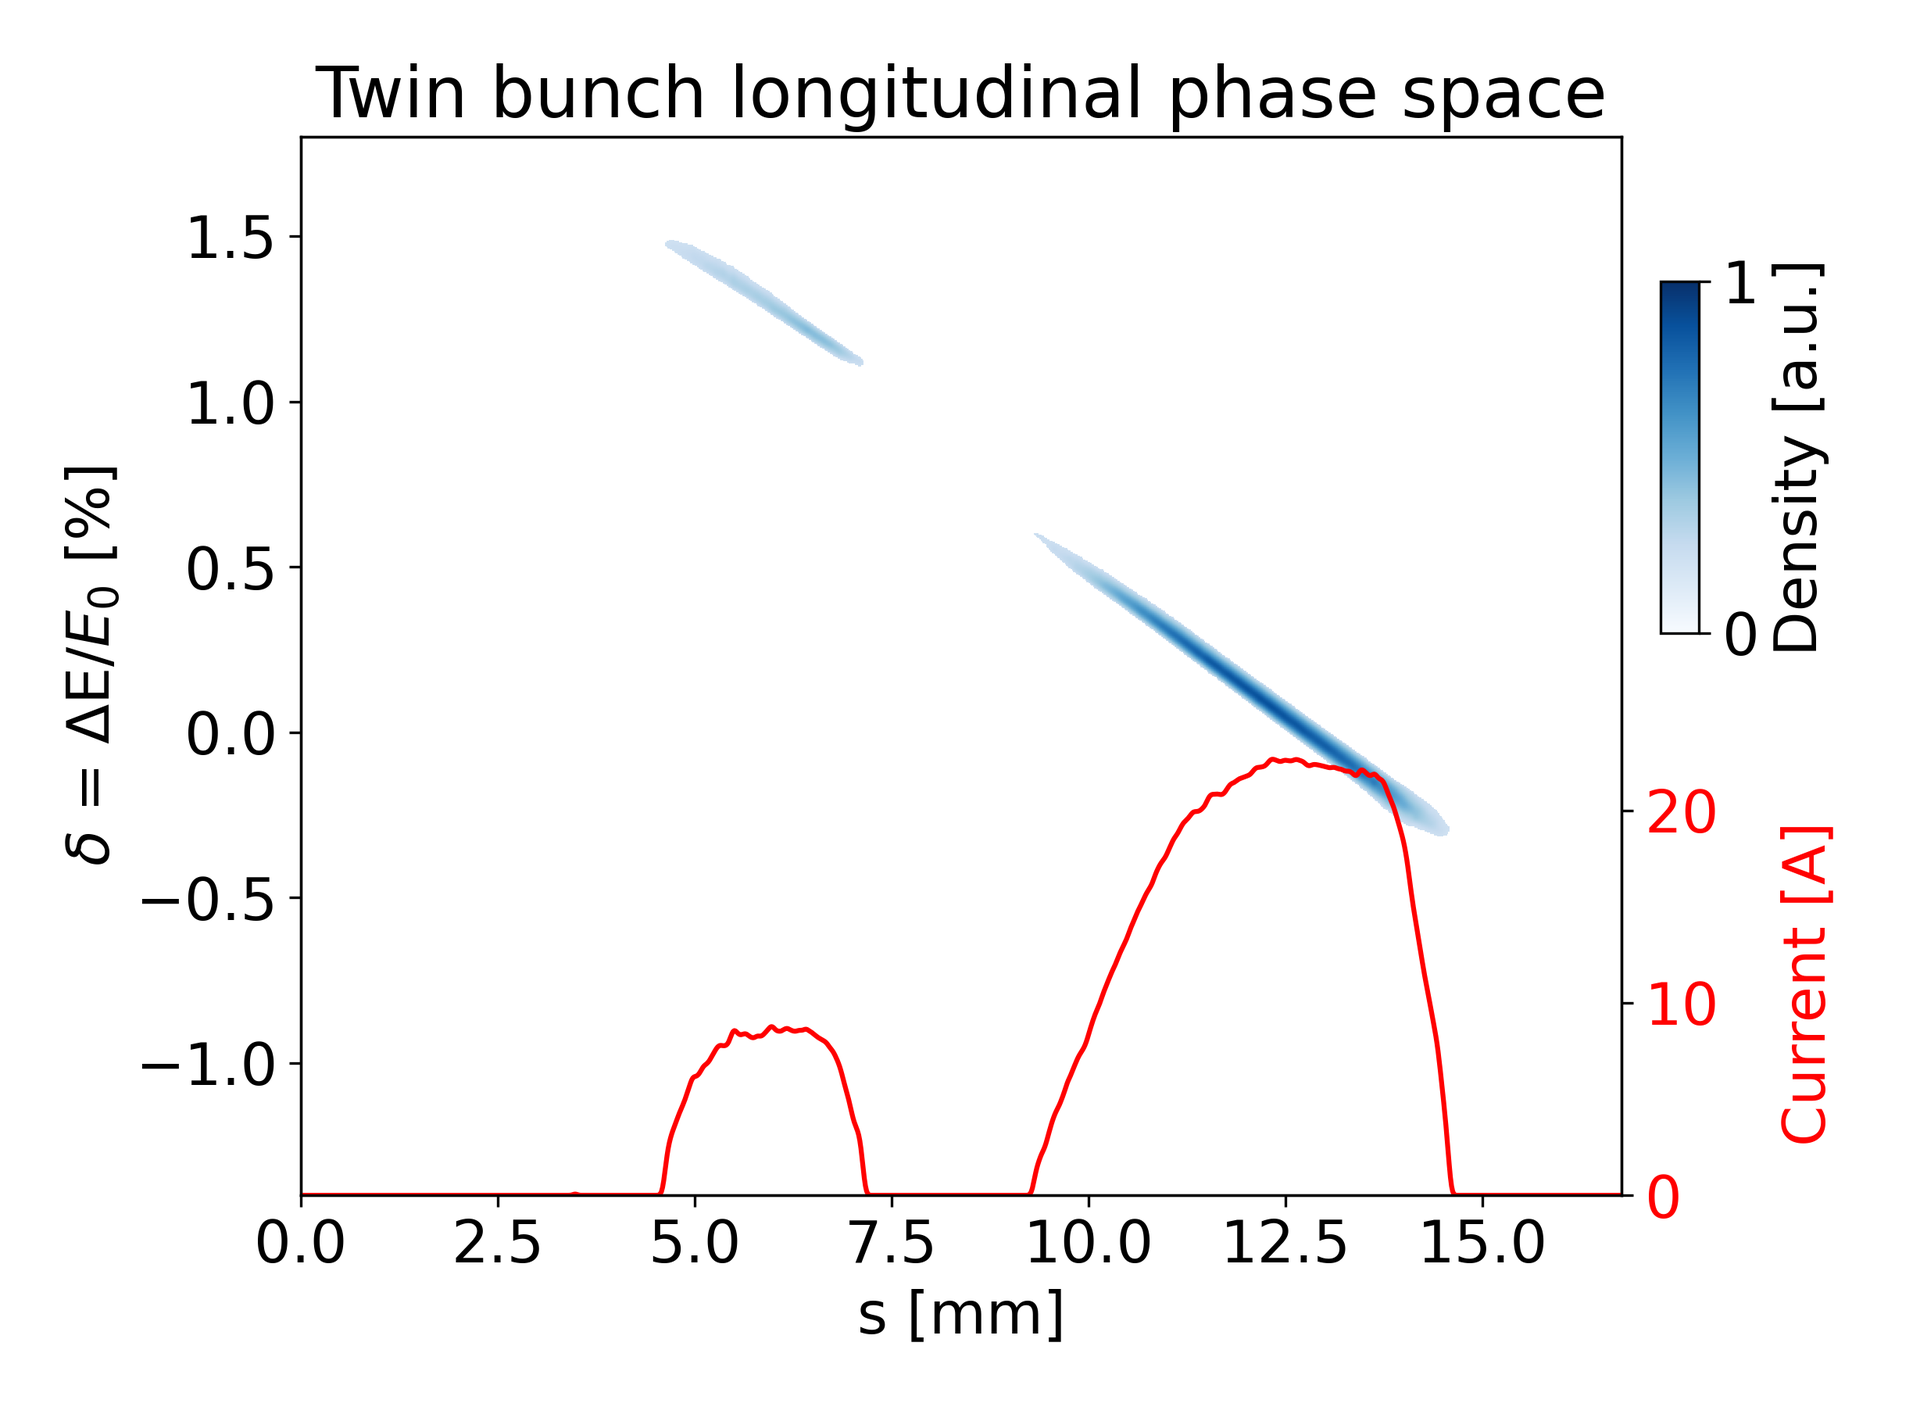 Twin bunch longitudinal phase space
δ = ΔE/E₀ [%]
1.5
1.0
0.5
0.0
−0.5
−1.0
0.0 2.5 5.0 7.5 10.0 12.5 15.0
s [mm]
1
0
Density [a.u.]
20
10
0
Current [A]